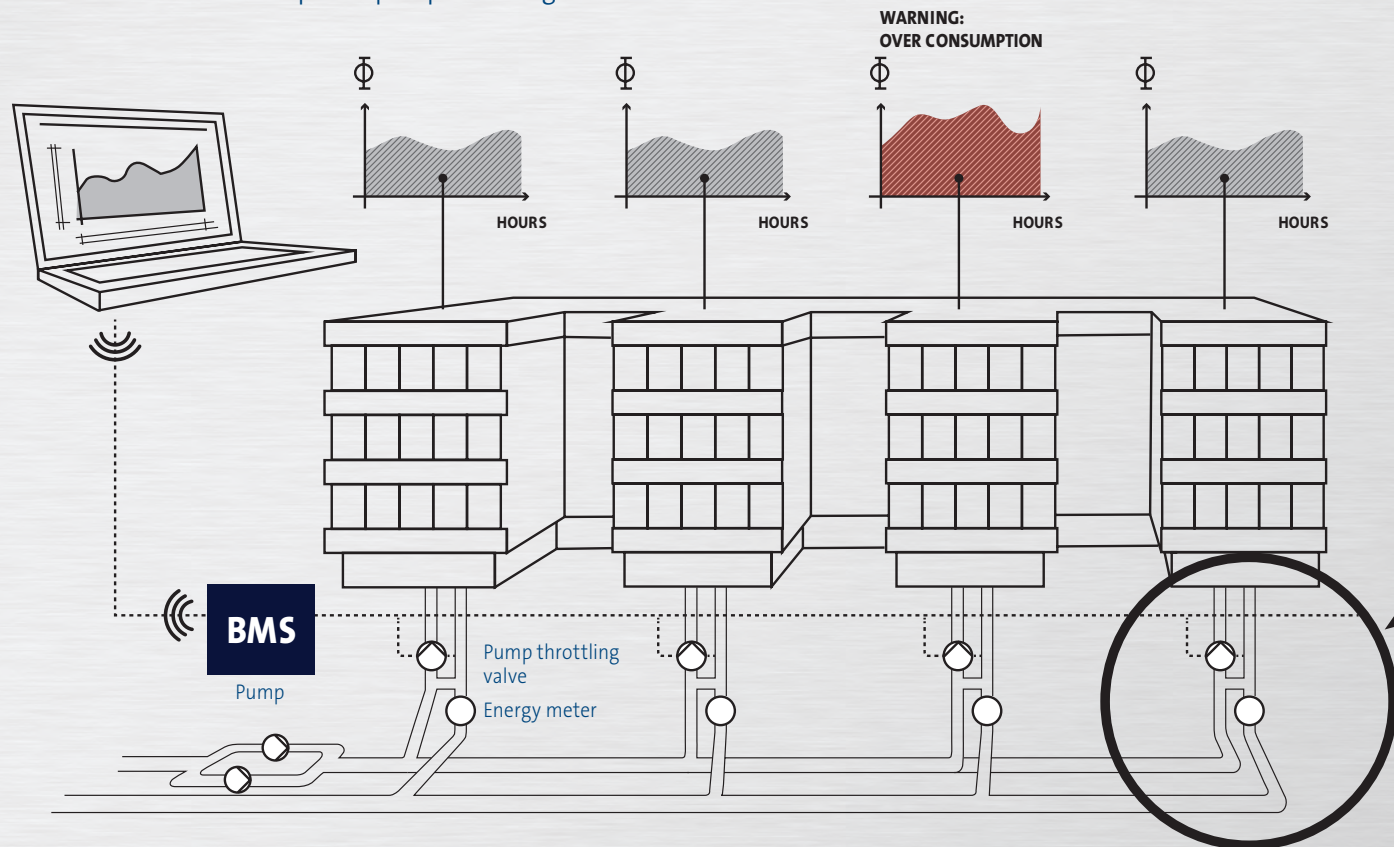 WARNING:
OVER CONSUMPTION
Φ
Φ
Φ
Φ
HOURS
HOURS
HOURS
HOURS
BMS
Pump
Pump throttling
valve
Energy meter